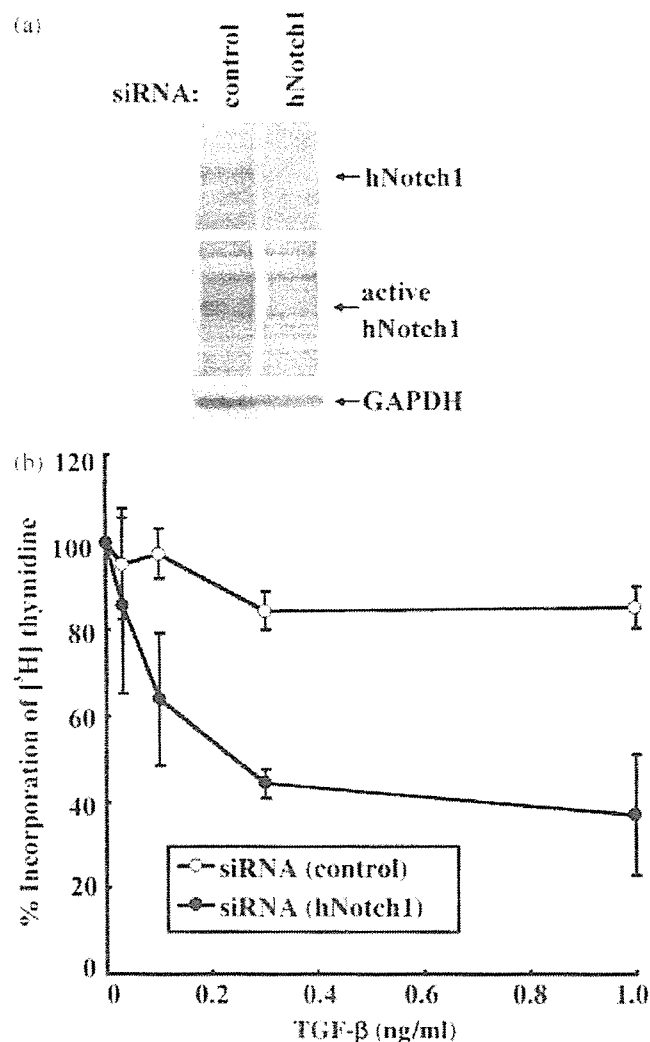 (a)
siRNA:
control
hNotch1
←hNotch1
←active
hNotch1
←GAPDH
(b)
120
100
80
60
40
20
0
% Incorporation of [³H] thymidine
siRNA (control)
siRNA (hNotch1)
0 0.2 0.4 0.6 0.8 1.0
TGF-β (ng/ml)